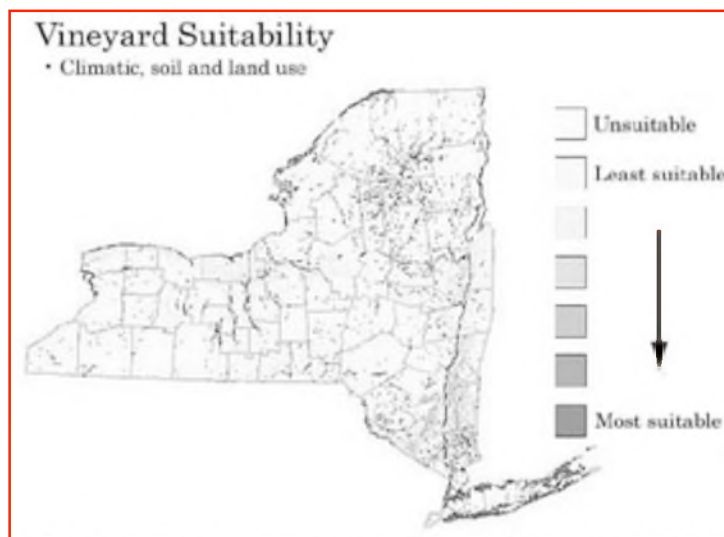 Vineyard Suitability
• Climatic, soil and land use
Unsuitable
Least suitable
Most suitable